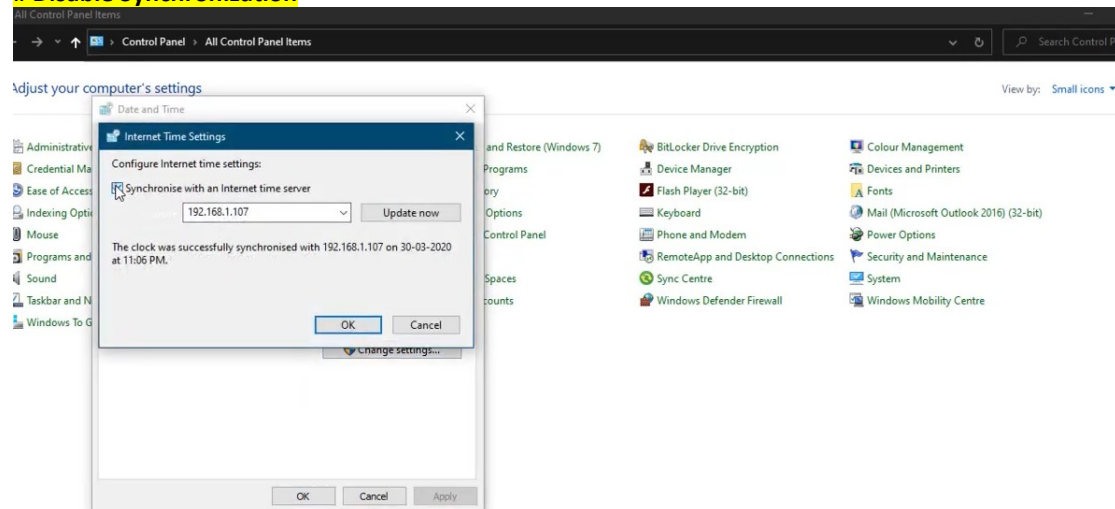 Disable Synchronization
All Control Panel Items
Control Panel > All Control Panel Items
Search Control P
Adjust your computer's settings
View by: Small icons
Date and Time
Internet Time Settings
Configure Internet time settings:
Synchronise with an Internet time server
192.168.1.107
Update now
The clock was successfully synchronised with 192.168.1.107 on 30-03-2020
at 11:06 PM.
OK Cancel
Change settings...
OK Cancel Apply
Administrative
Credential Ma
Ease of Access
Indexing Optio
Mouse
Programs and
Sound
Taskbar and N
Windows To G
and Restore (Windows 7)
Programs
ory
Options
Control Panel
Spaces
counts
BitLocker Drive Encryption
Device Manager
Flash Player (32-bit)
Keyboard
Phone and Modem
RemoteApp and Desktop Connections
Sync Centre
Windows Defender Firewall
Colour Management
Devices and Printers
Fonts
Mail (Microsoft Outlook 2016) (32-bit)
Power Options
Security and Maintenance
System
Windows Mobility Centre